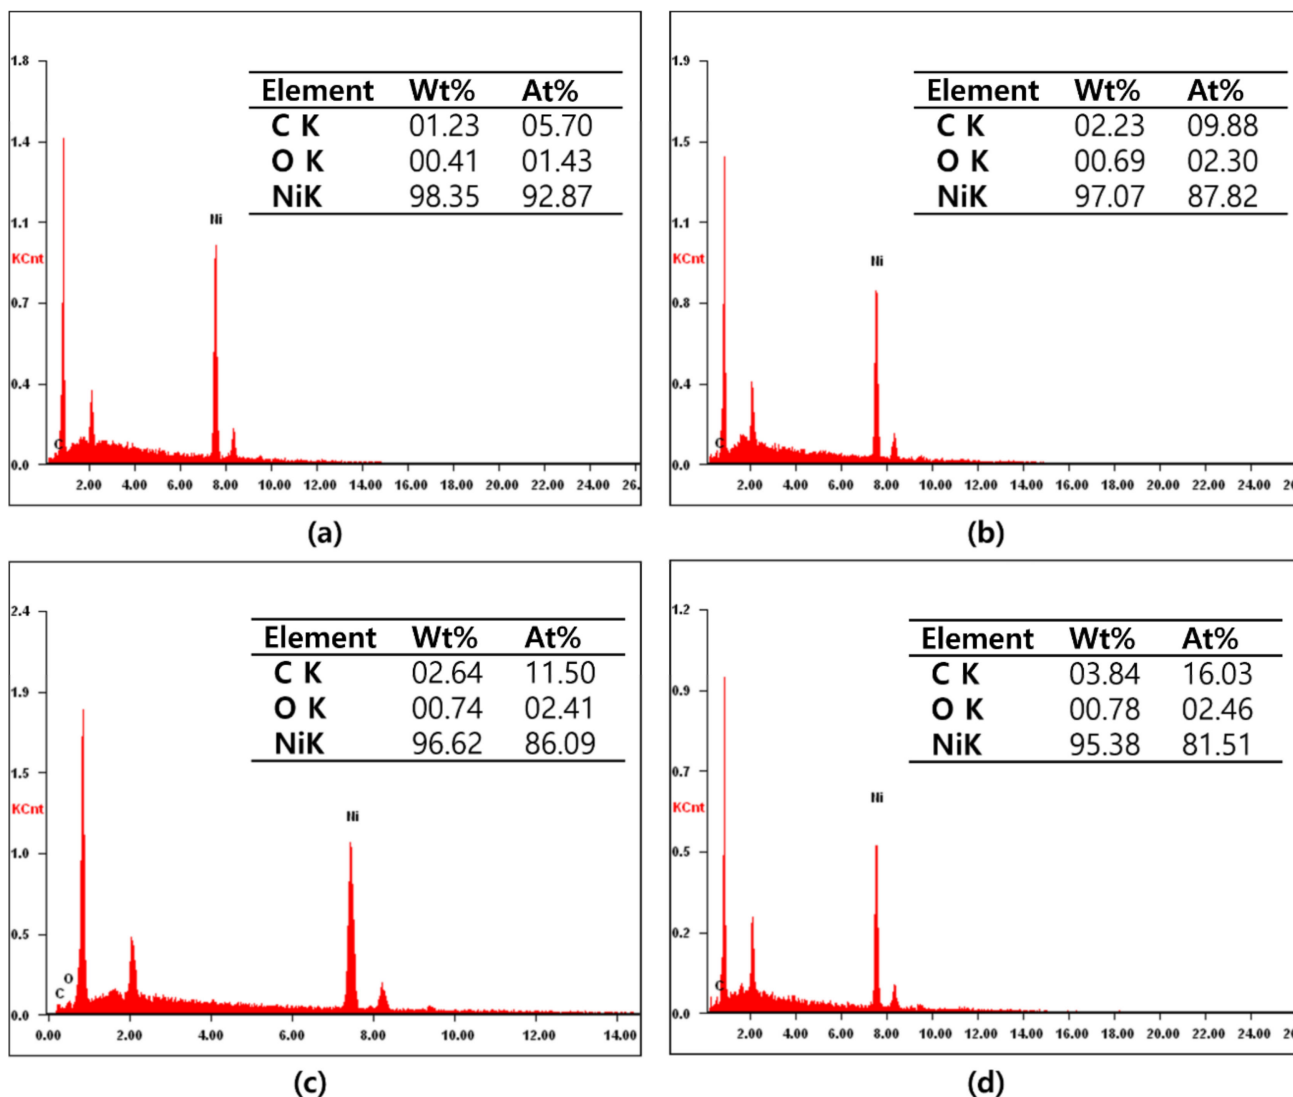 1.8
1.4
1.1
KCnt
0.7
0.4
0.0
Element Wt% At%
C K 01.23 05.70
O K 00.41 01.43
NiK 98.35 92.87
Ni
C
2.00 4.00 6.00 8.00 10.00 12.00 14.00 16.00 18.00 20.00 22.00 24.00 26.
(a)
1.9
1.5
1.1
KCnt
0.8
0.4
0.0
Element Wt% At%
C K 02.23 09.88
O K 00.69 02.30
NiK 97.07 87.82
Ni
C
2.00 4.00 6.00 8.00 10.00 12.00 14.00 16.00 18.00 20.00 22.00 24.00 26
(b)
2.4
1.9
1.5
KCnt
1.0
0.5
0.0
Element Wt% At%
C K 02.64 11.50
O K 00.74 02.41
NiK 96.62 86.09
Ni
O
C
0.00 2.00 4.00 6.00 8.00 10.00 12.00 14.00
(c)
1.2
0.9
0.7
KCnt
0.5
0.2
0.0
Element Wt% At%
C K 03.84 16.03
O K 00.78 02.46
NiK 95.38 81.51
Ni
C
2.00 4.00 6.00 8.00 10.00 12.00 14.00 16.00 18.00 20.00 22.00 24.00 26
(d)